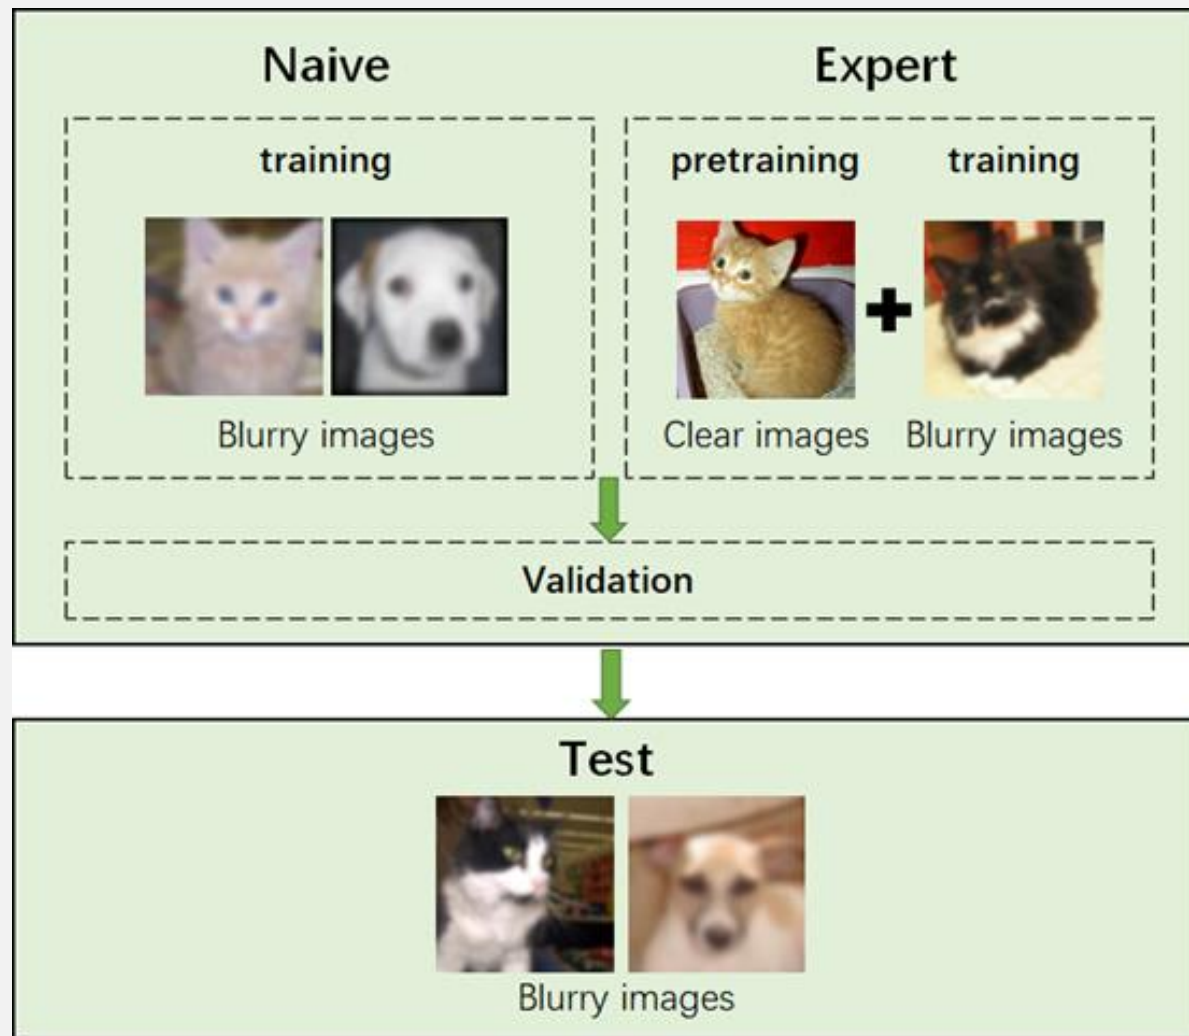 Naive
Expert
training
pretraining
training
Blurry images
Clear images
Blurry images
Validation
Test
Blurry images